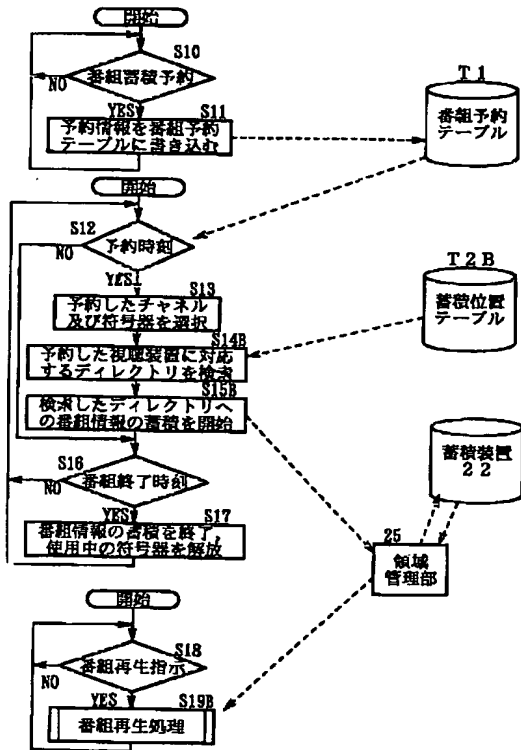 開始
S10
番組蓄積予約
NO
YES
S11
予約情報を番組予約
テーブルに書き込む
T1
番組予約
テーブル
開始
S12
予約時刻
NO
YES
S13
予約したチャネル
及び符号器を選択
S14B
予約した視聴装置に対応
するディレクトリを検索
S15B
検索したディレクトリへ
の番組情報の蓄積を開始
T2B
蓄積位置
テーブル
S16
番組終了時刻
NO
YES
S17
番組情報の蓄積を終了,
使用中の符号器を解放
蓄積装置
22
25
領域
管理部
開始
S18
番組再生指示
NO
YES
S19B
番組再生処理